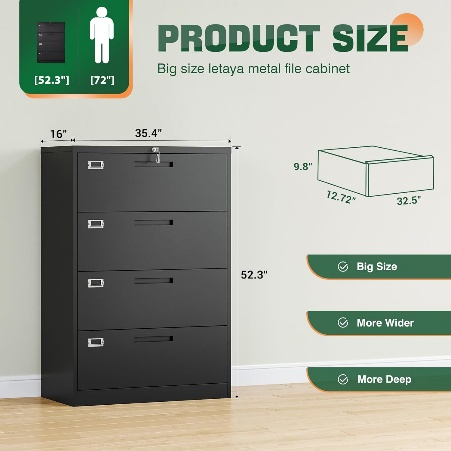 [52.3"]
[72"]
PRODUCT SIZE
Big size letaya metal file cabinet
16"
35.4"
52.3"
9.8"
12.72"
32.5"
Big Size
More Wider
More Deep